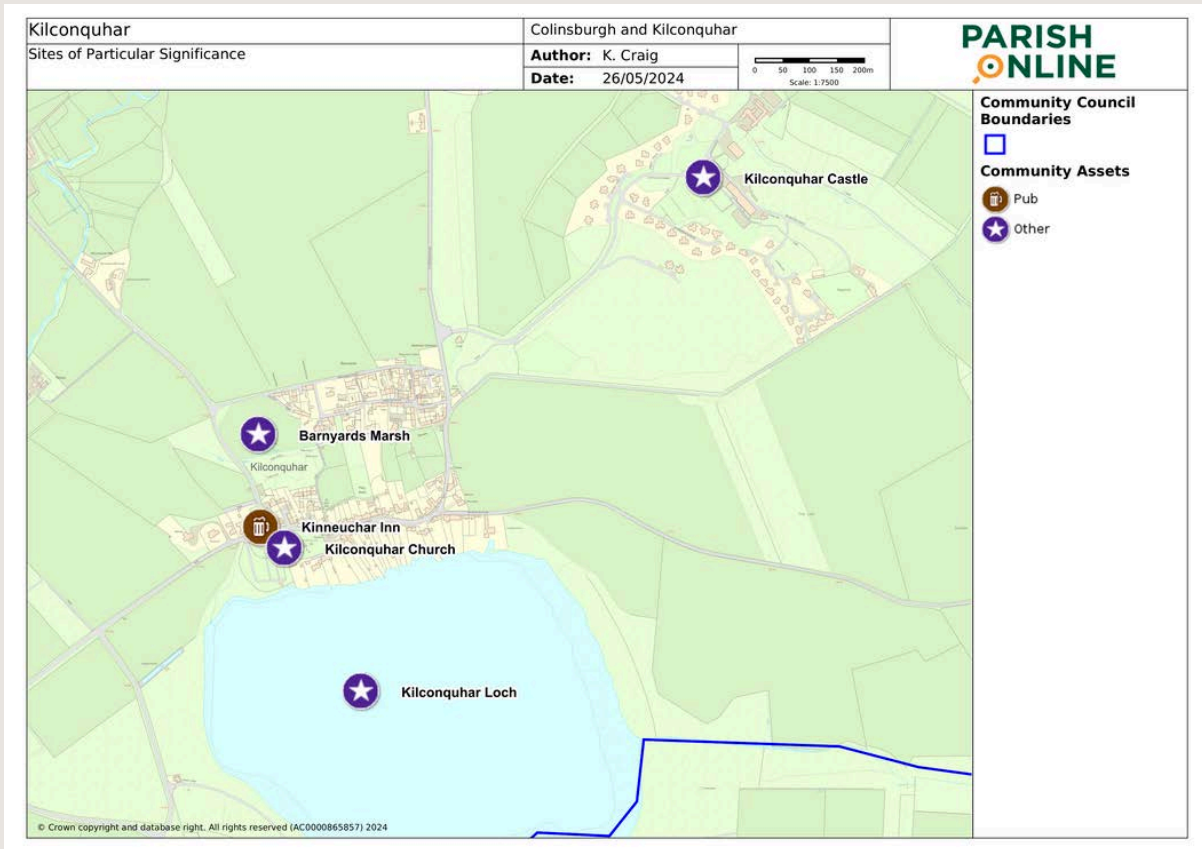 Kilconquhar
Sites of Particular Significance
Colinsburgh and Kilconquhar
Author: K. Craig
Date: 26/05/2024
0 50 100 150 200m
Scale: 1:7500
PARISH
ONLINE
Community Council
Boundaries
Community Assets
Pub
Other
Kilconquhar Castle
Barnyards Marsh
Kilconquhar
Kinneuchar Inn
Kilconquhar Church
Kilconquhar Loch
© Crown copyright and database right. All rights reserved (AC0000865857) 2024